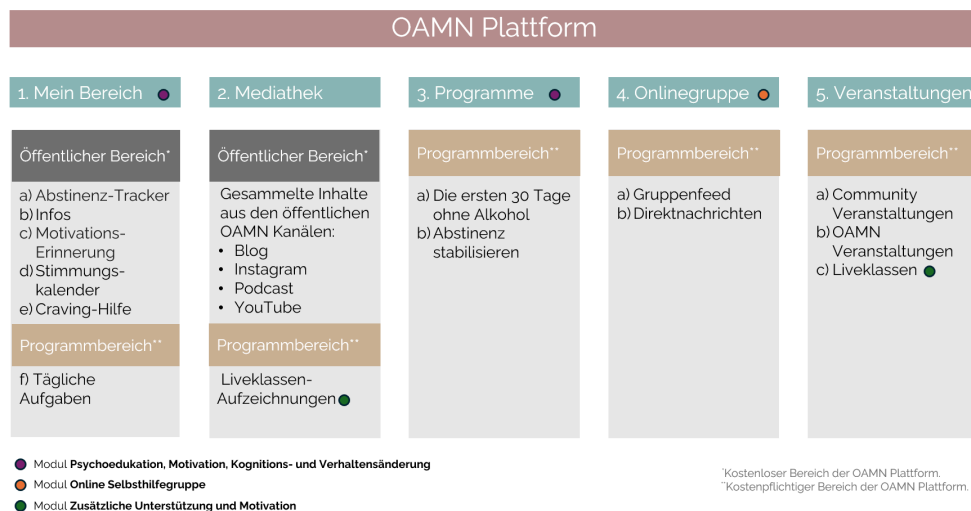 OAMN Plattform
1. Mein Bereich
Öffentlicher Bereich*
a) Abstinenz-Tracker
b) Infos
c) Motivations-
Erinnerung
d) Stimmungs-
kalender
e) Craving-Hilfe
Programmbereich**
f) Tägliche
Aufgaben
2. Mediathek
Öffentlicher Bereich*
Gesammelte Inhalte
aus den öffentlichen
OAMN Kanälen:
• Blog
• Instagram
• Podcast
• YouTube
Programmbereich**
Liveklassen-
Aufzeichnungen
3. Programme
Programmbereich**
a) Die ersten 30 Tage
ohne Alkohol
b) Abstinenz
stabilisieren
4. Onlinegruppe
Programmbereich**
a) Gruppenfeed
b) Direktnachrichten
5. Veranstaltungen
Programmbereich**
a) Community
Veranstaltungen
b) OAMN
Veranstaltungen
c) Liveklassen
Modul Psychoedukation, Motivation, Kognitions- und Verhaltensänderung
Modul Online Selbsthilfegruppe
Modul Zusätzliche Unterstützung und Motivation
*Kostenloser Bereich der OAMN Plattform.
**Kostenpflichtiger Bereich der OAMN Plattform.